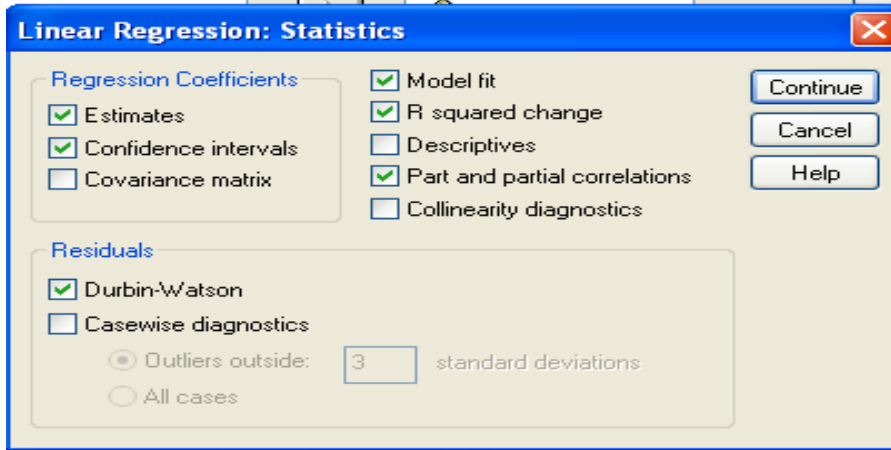 Linear Regression: Statistics
Regression Coefficients
Estimates
Confidence intervals
Covariance matrix
Model fit
R squared change
Descriptives
Part and partial correlations
Collinearity diagnostics
Continue
Cancel
Help
Residuals
Durbin-Watson
Casewise diagnostics
Outliers outside: 3 standard deviations
All cases